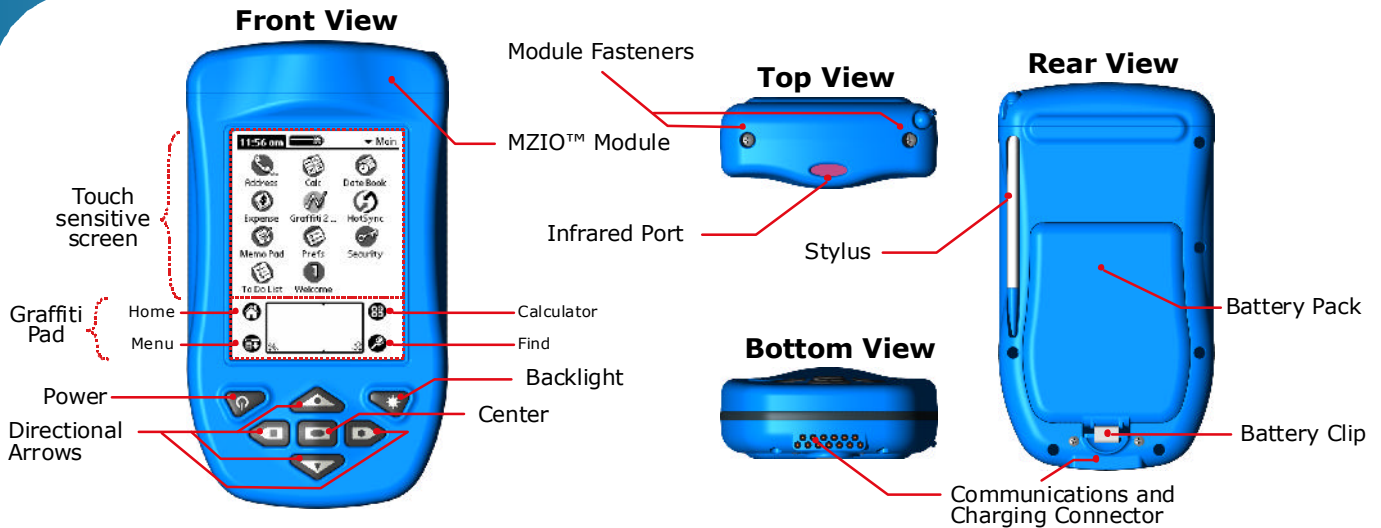 Front View
Module Fasteners
Top View
Rear View
MZIO™ Module
11:56 am
Main
Address
Calc
Date Book
Expense
Graffiti 2 ...
HotSync
Memo Pad
Prefs
Security
To Do List
Welcome
Touch
sensitive
screen
Infrared Port
Stylus
Graffiti
Pad
Home
Menu
Calculator
Find
Battery Pack
Bottom View
Backlight
Power
Center
Directional
Arrows
Battery Clip
Communications and
Charging Connector